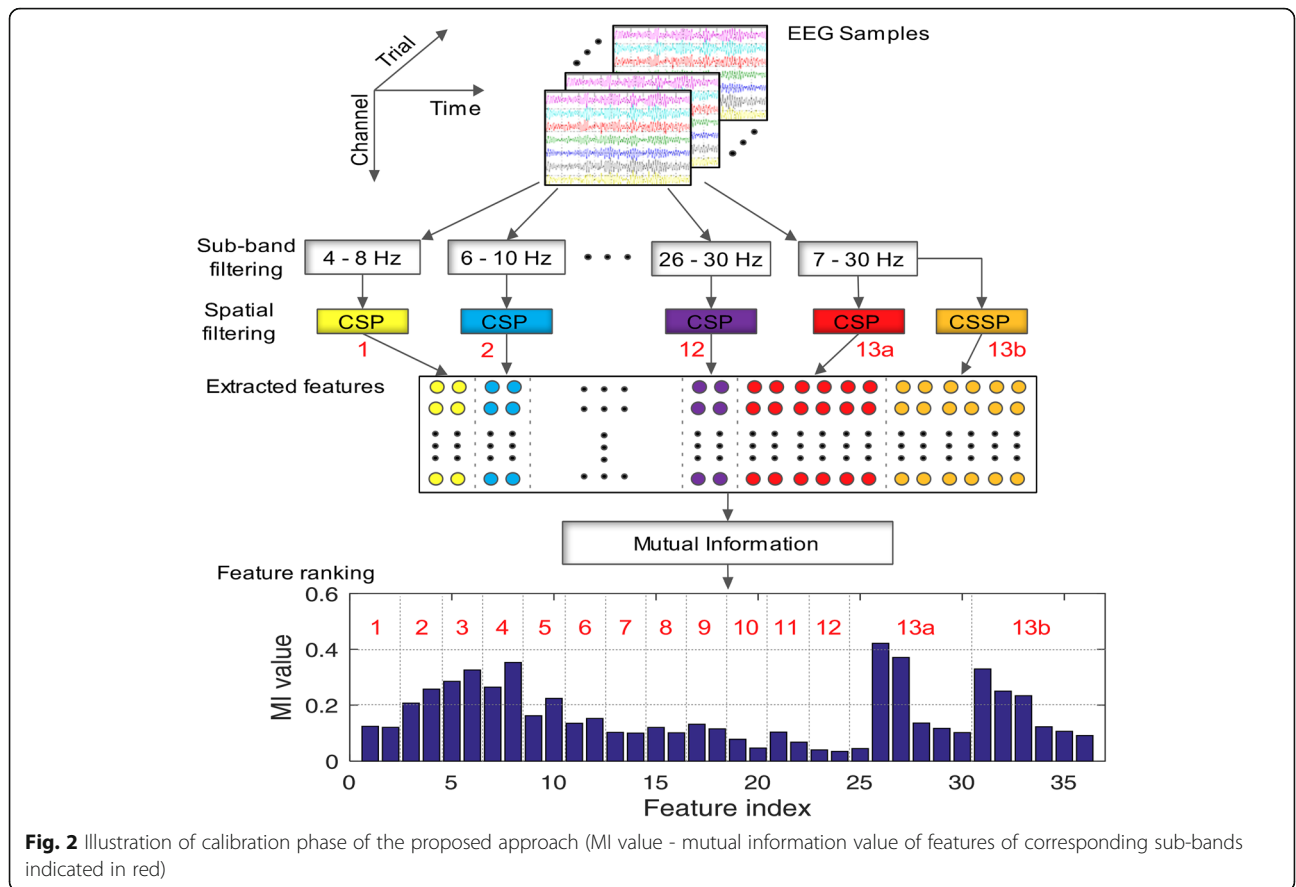 EEG Samples
Trial
Channel
Time
Sub-band
filtering
4 - 8 Hz
6 - 10 Hz
26 - 30 Hz
7 - 30 Hz
Spatial
filtering
CSP
CSP
CSP
CSP
CSSP
1
2
12
13a
13b
Extracted features
Mutual Information
Feature ranking
0.6
0.4
0.2
0
MI value
1 2 3 4 5 6 7 8 9 10 11 12 13a 13b
0 5 10 15 20 25 30 35
Feature index
Fig. 2 Illustration of calibration phase of the proposed approach (MI value - mutual information value of features of corresponding sub-bands
indicated in red)